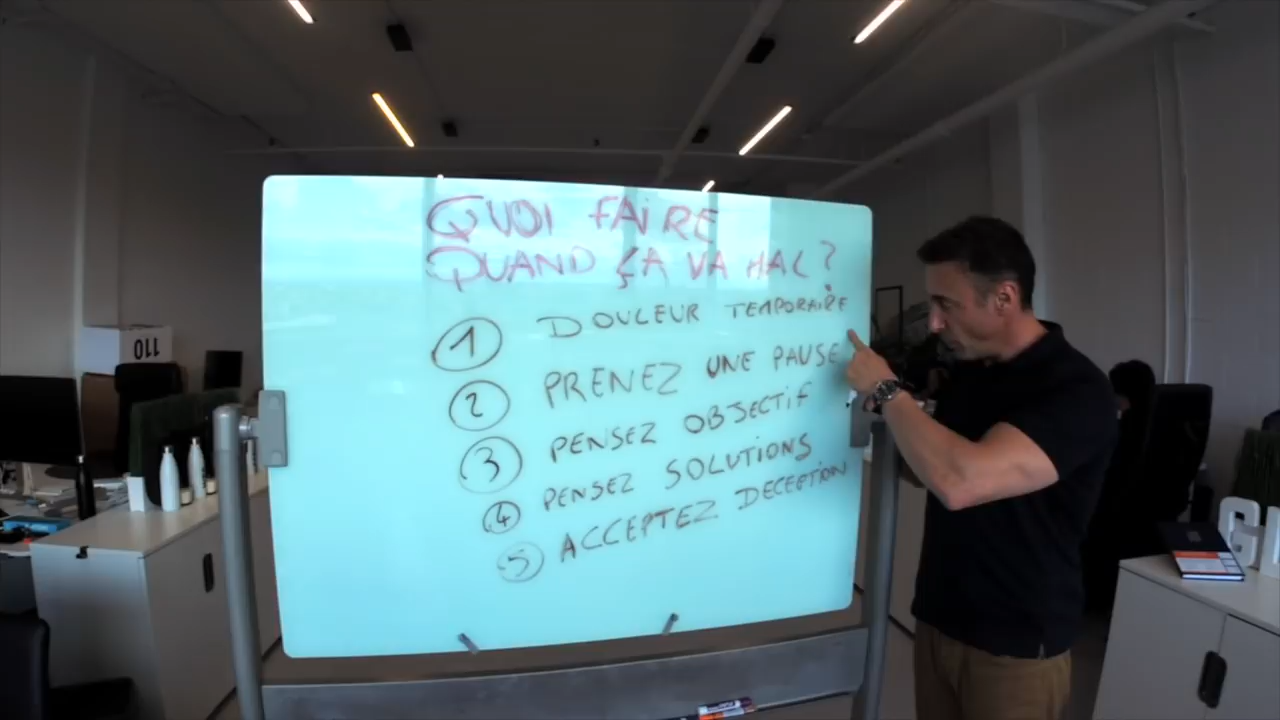 QUOI FAIRE
QUAND ÇA VA MAL ?
1 DOULEUR TEMPORAIRE
2 PRENEZ UNE PAUSE
3 PENSEZ OBJECTIF
4 PENSEZ SOLUTIONS
5 ACCEPTEZ DECEPTION
110